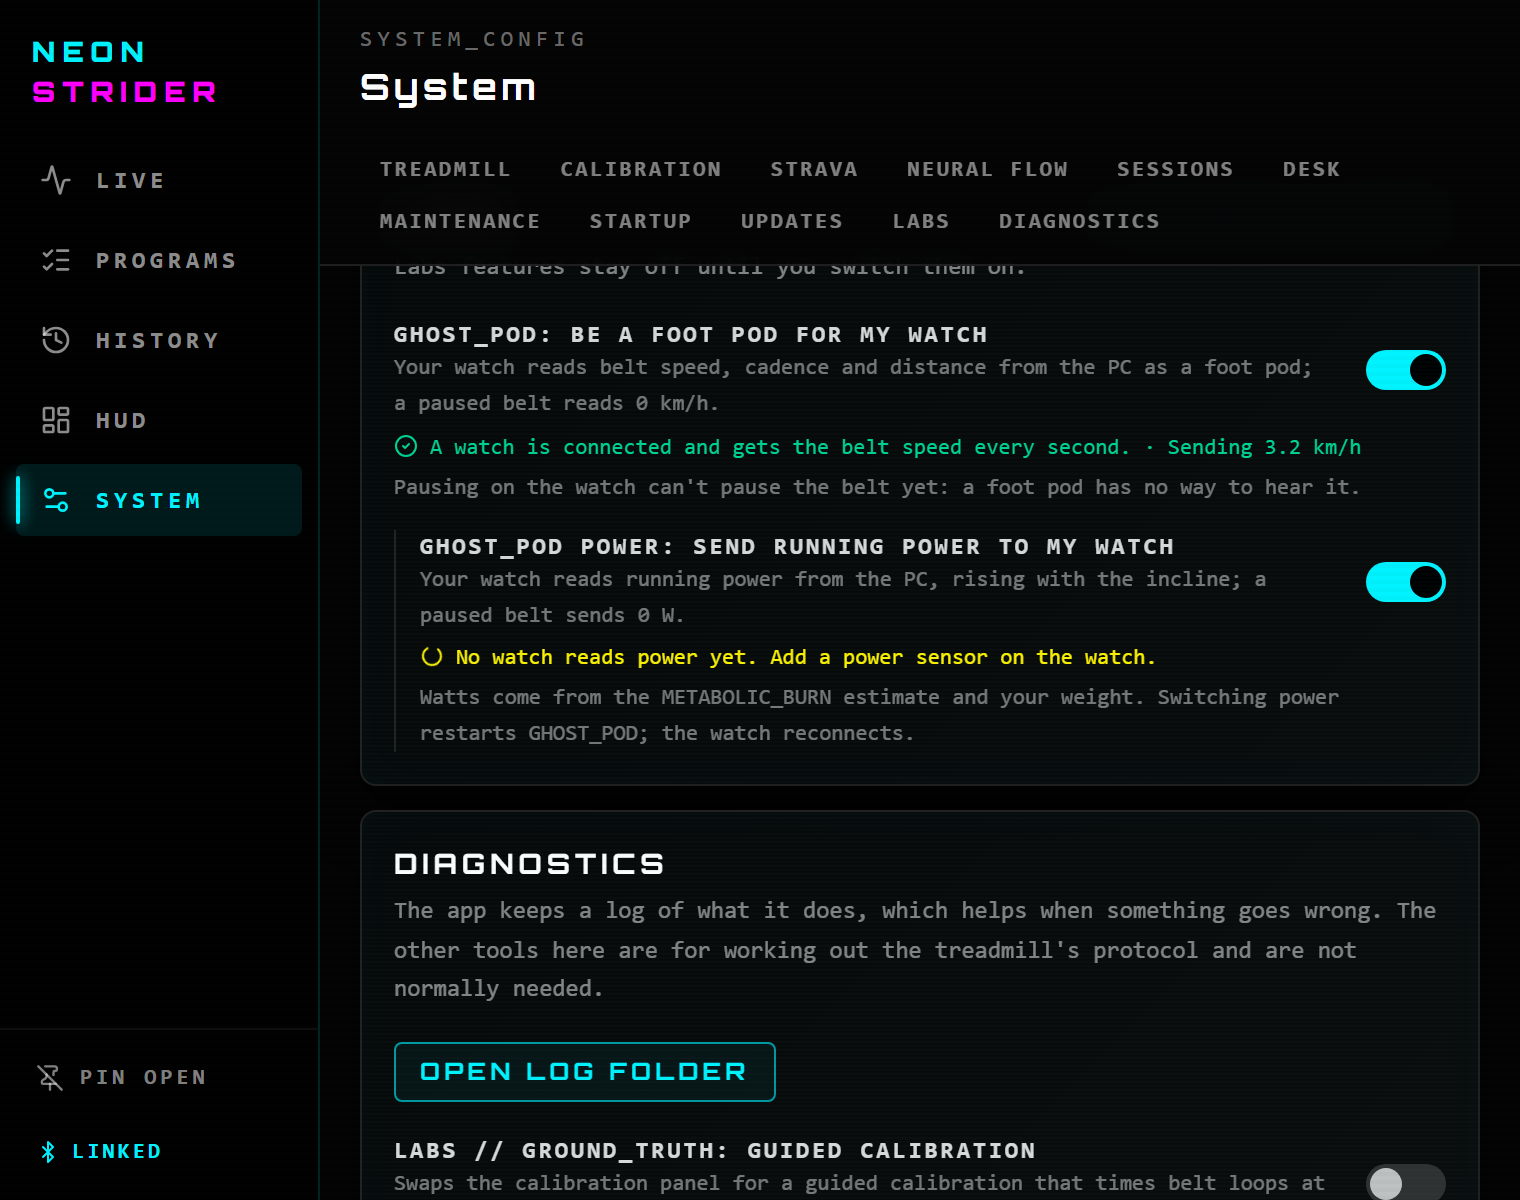 NEON
STRIDER
LIVE
PROGRAMS
HISTORY
HUD
SYSTEM
PIN OPEN
LINKED
SYSTEM_CONFIG
System
TREADMILL CALIBRATION STRAVA NEURAL FLOW SESSIONS DESK
MAINTENANCE STARTUP UPDATES LABS DIAGNOSTICS
Labs features stay off until you switch them on.
GHOST_POD: BE A FOOT POD FOR MY WATCH
Your watch reads belt speed, cadence and distance from the PC as a foot pod;
a paused belt reads 0 km/h.
A watch is connected and gets the belt speed every second. · Sending 3.2 km/h
Pausing on the watch can't pause the belt yet: a foot pod has no way to hear it.
GHOST_POD POWER: SEND RUNNING POWER TO MY WATCH
Your watch reads running power from the PC, rising with the incline; a
paused belt sends 0 W.
No watch reads power yet. Add a power sensor on the watch.
Watts come from the METABOLIC_BURN estimate and your weight. Switching power
restarts GHOST_POD; the watch reconnects.
DIAGNOSTICS
The app keeps a log of what it does, which helps when something goes wrong. The
other tools here are for working out the treadmill's protocol and are not
normally needed.
OPEN LOG FOLDER
LABS // GROUND_TRUTH: GUIDED CALIBRATION
Swaps the calibration panel for a guided calibration that times belt loops at